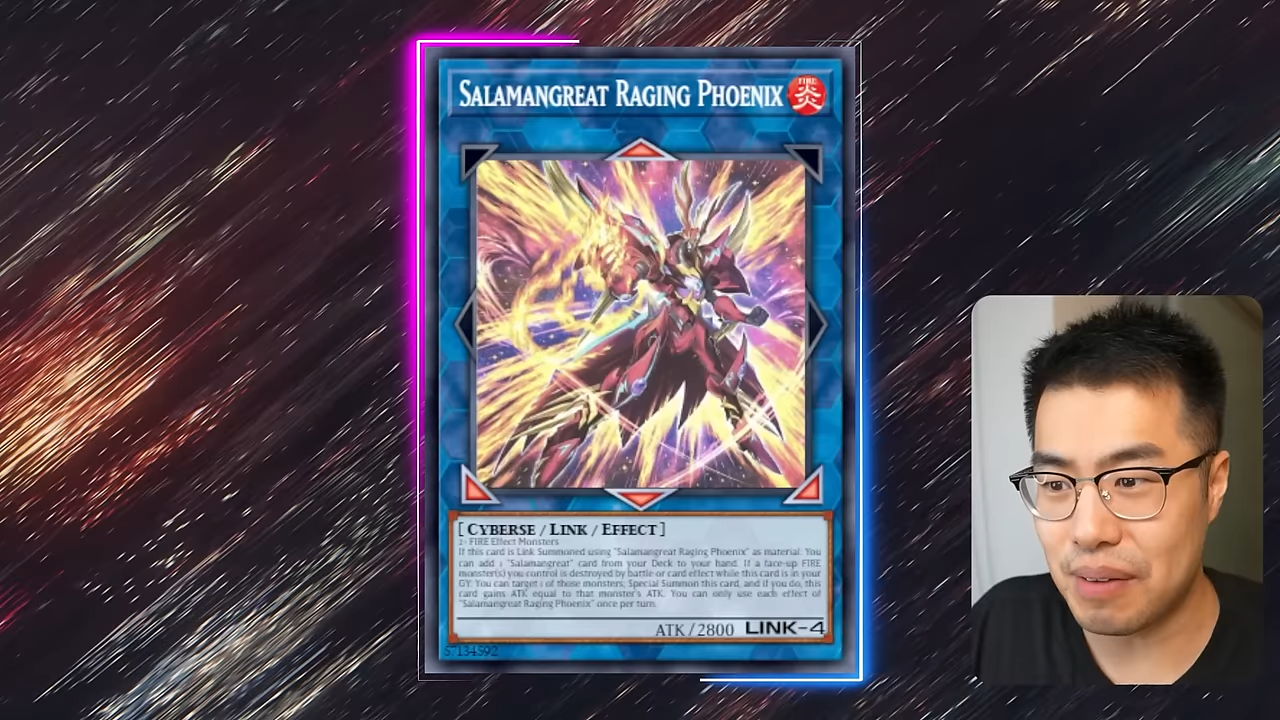 SALAMANGREAT RAGING PHOENIX
FIRE
炎
[ CYBERSE / LINK / EFFECT ]
2+ FIRE Effect Monsters
If this card is Link Summoned using "Salamangreat Raging Phoenix" as material: You
can add 1 "Salamangreat" card from your Deck to your hand. If a face-up FIRE
monster(s) you control is destroyed by battle or card effect while this card is in your
GY: You can target 1 of those monsters; Special Summon this card, and if you do, this
card gains ATK equal to that monster's ATK. You can only use each effect of
"Salamangreat Raging Phoenix" once per turn.
ATK/2800 LINK-4
57134592